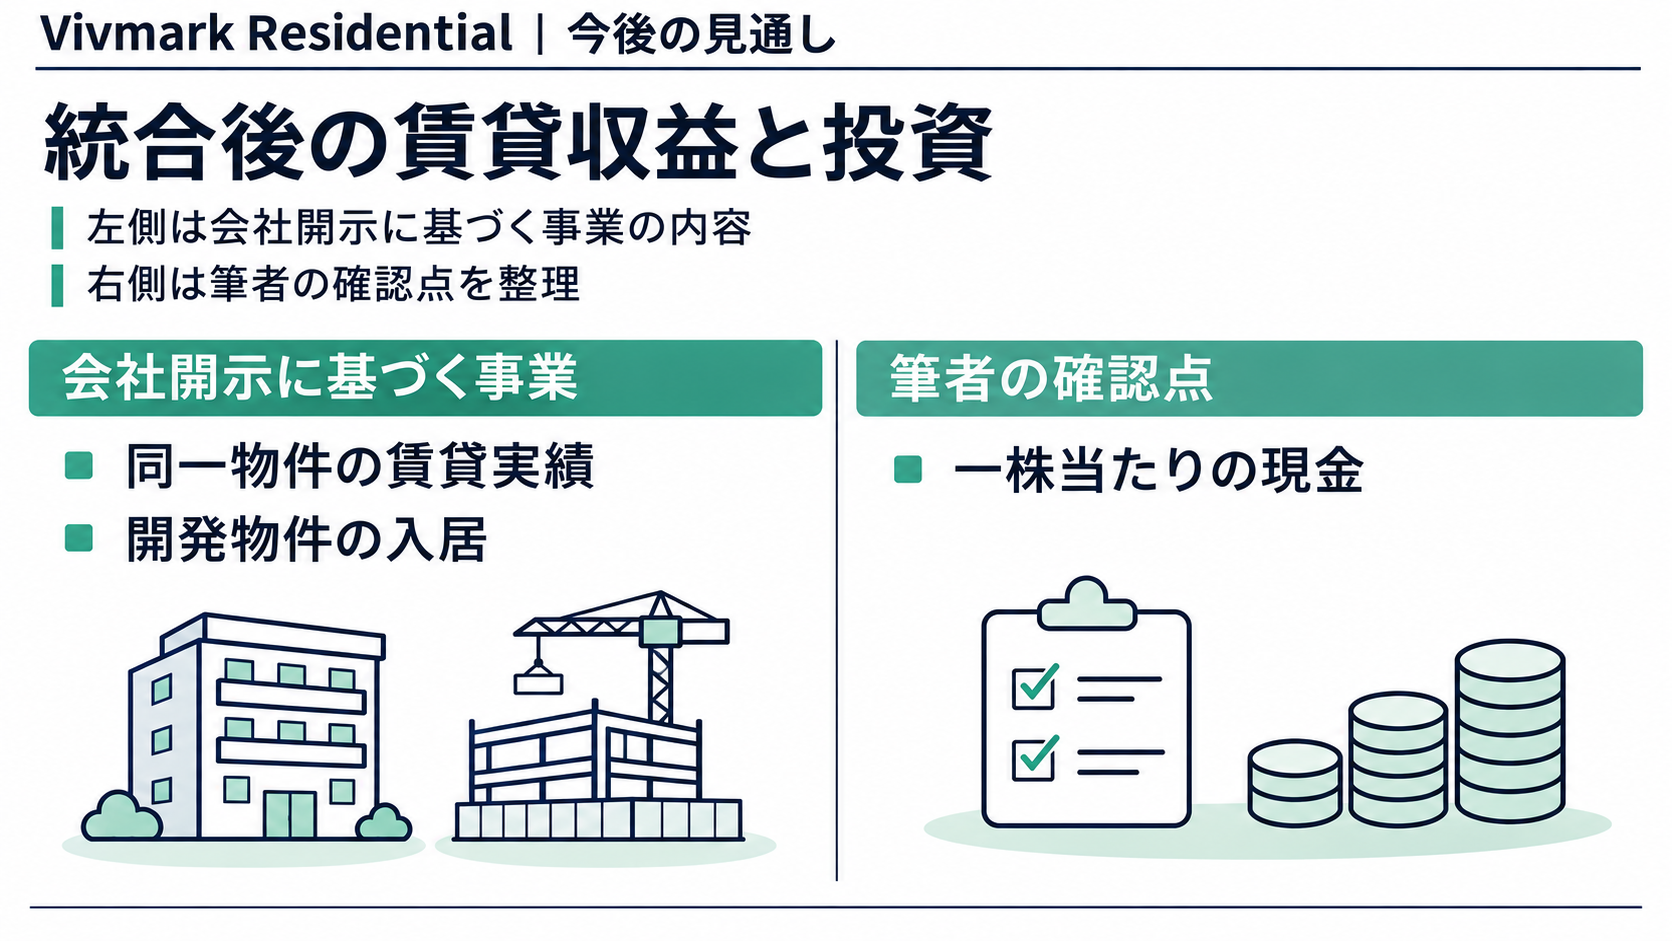 Vivmark Residential | 今後の見通し
統合後の賃貸収益と投資
左側は会社開示に基づく事業の内容
右側は筆者の確認点を整理
会社開示に基づく事業
同一物件の賃貸実績
開発物件の入居
筆者の確認点
一株当たりの現金